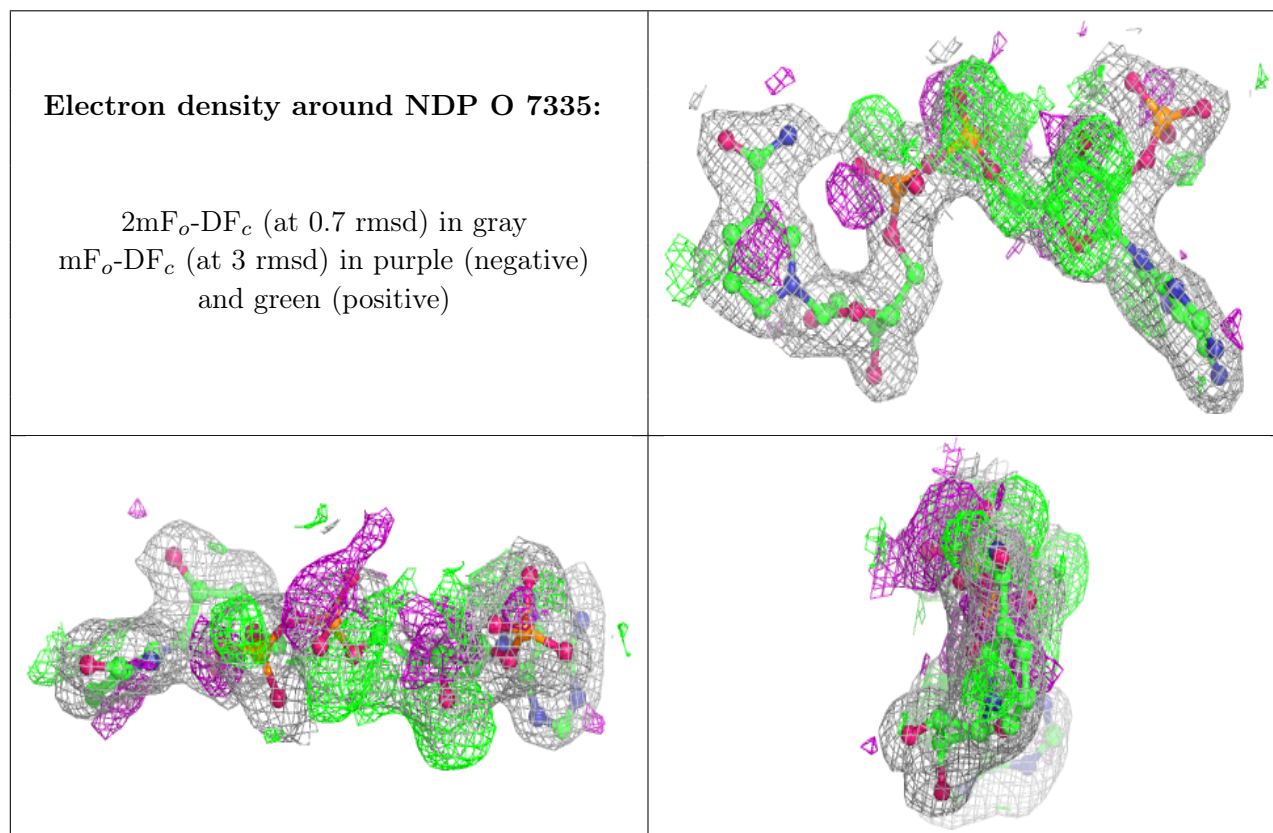 Electron density around NDP O 7335:
2mFo-DFc (at 0.7 rmsd) in gray
mFo-DFc (at 3 rmsd) in purple (negative)
and green (positive)